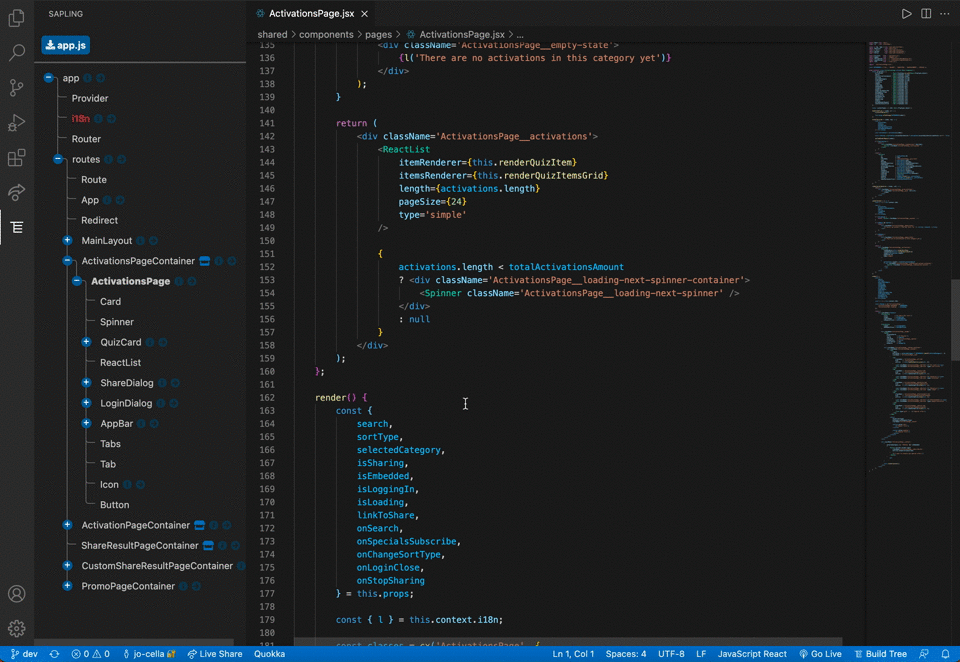 SAPLING
app.js
app
Provider
i18n
Router
routes
Route
App
Redirect
MainLayout
ActivationsPageContainer
ActivationsPage
Card
Spinner
QuizCard
ReactList
ShareDialog
LoginDialog
AppBar
Tabs
Tab
Icon
Button
ActivationPageContainer
ShareResultPageContainer
CustomShareResultPageContainer
PromoPageContainer
ActivationsPage.jsx
shared > components > pages > ActivationsPage.jsx > ...
135 <div className='ActivationsPage__empty-state'>
136 {l('There are no activations in this category yet')}
137 </div>
138 );
139 }
140
141 return (
142 <div className='ActivationsPage__activations'>
143 <ReactList
144 itemRenderer={this.renderQuizItem}
145 itemsRenderer={this.renderQuizItemsGrid}
146 length={activations.length}
147 pageSize={24}
148 type='simple'
149 />
150
151 {
152 activations.length < totalActivationsAmount
153 ? <div className='ActivationsPage__loading-next-spinner-container'>
154 <Spinner className='ActivationsPage__loading-next-spinner' />
155 </div>
156 : null
157 }
158 </div>
159 );
160 };
161
162 render() {
163 const {
164 search,
165 sortType,
166 selectedCategory,
167 isSharing,
168 isEmbedded,
169 isLoggingIn,
170 isLoading,
171 linkToShare,
172 onSearch,
173 onSpecialsSubscribe,
174 onChangeSortType,
175 onLoginClose,
176 onStopSharing
177 } = this.props;
178
179 const { l } = this.context.i18n;
180
181 const classes = cx('ActivationsPage', {
dev 0 0 jo-cella Live Share Quokka Ln 1, Col 1 Spaces: 4 UTF-8 LF JavaScript React Go Live Build Tree